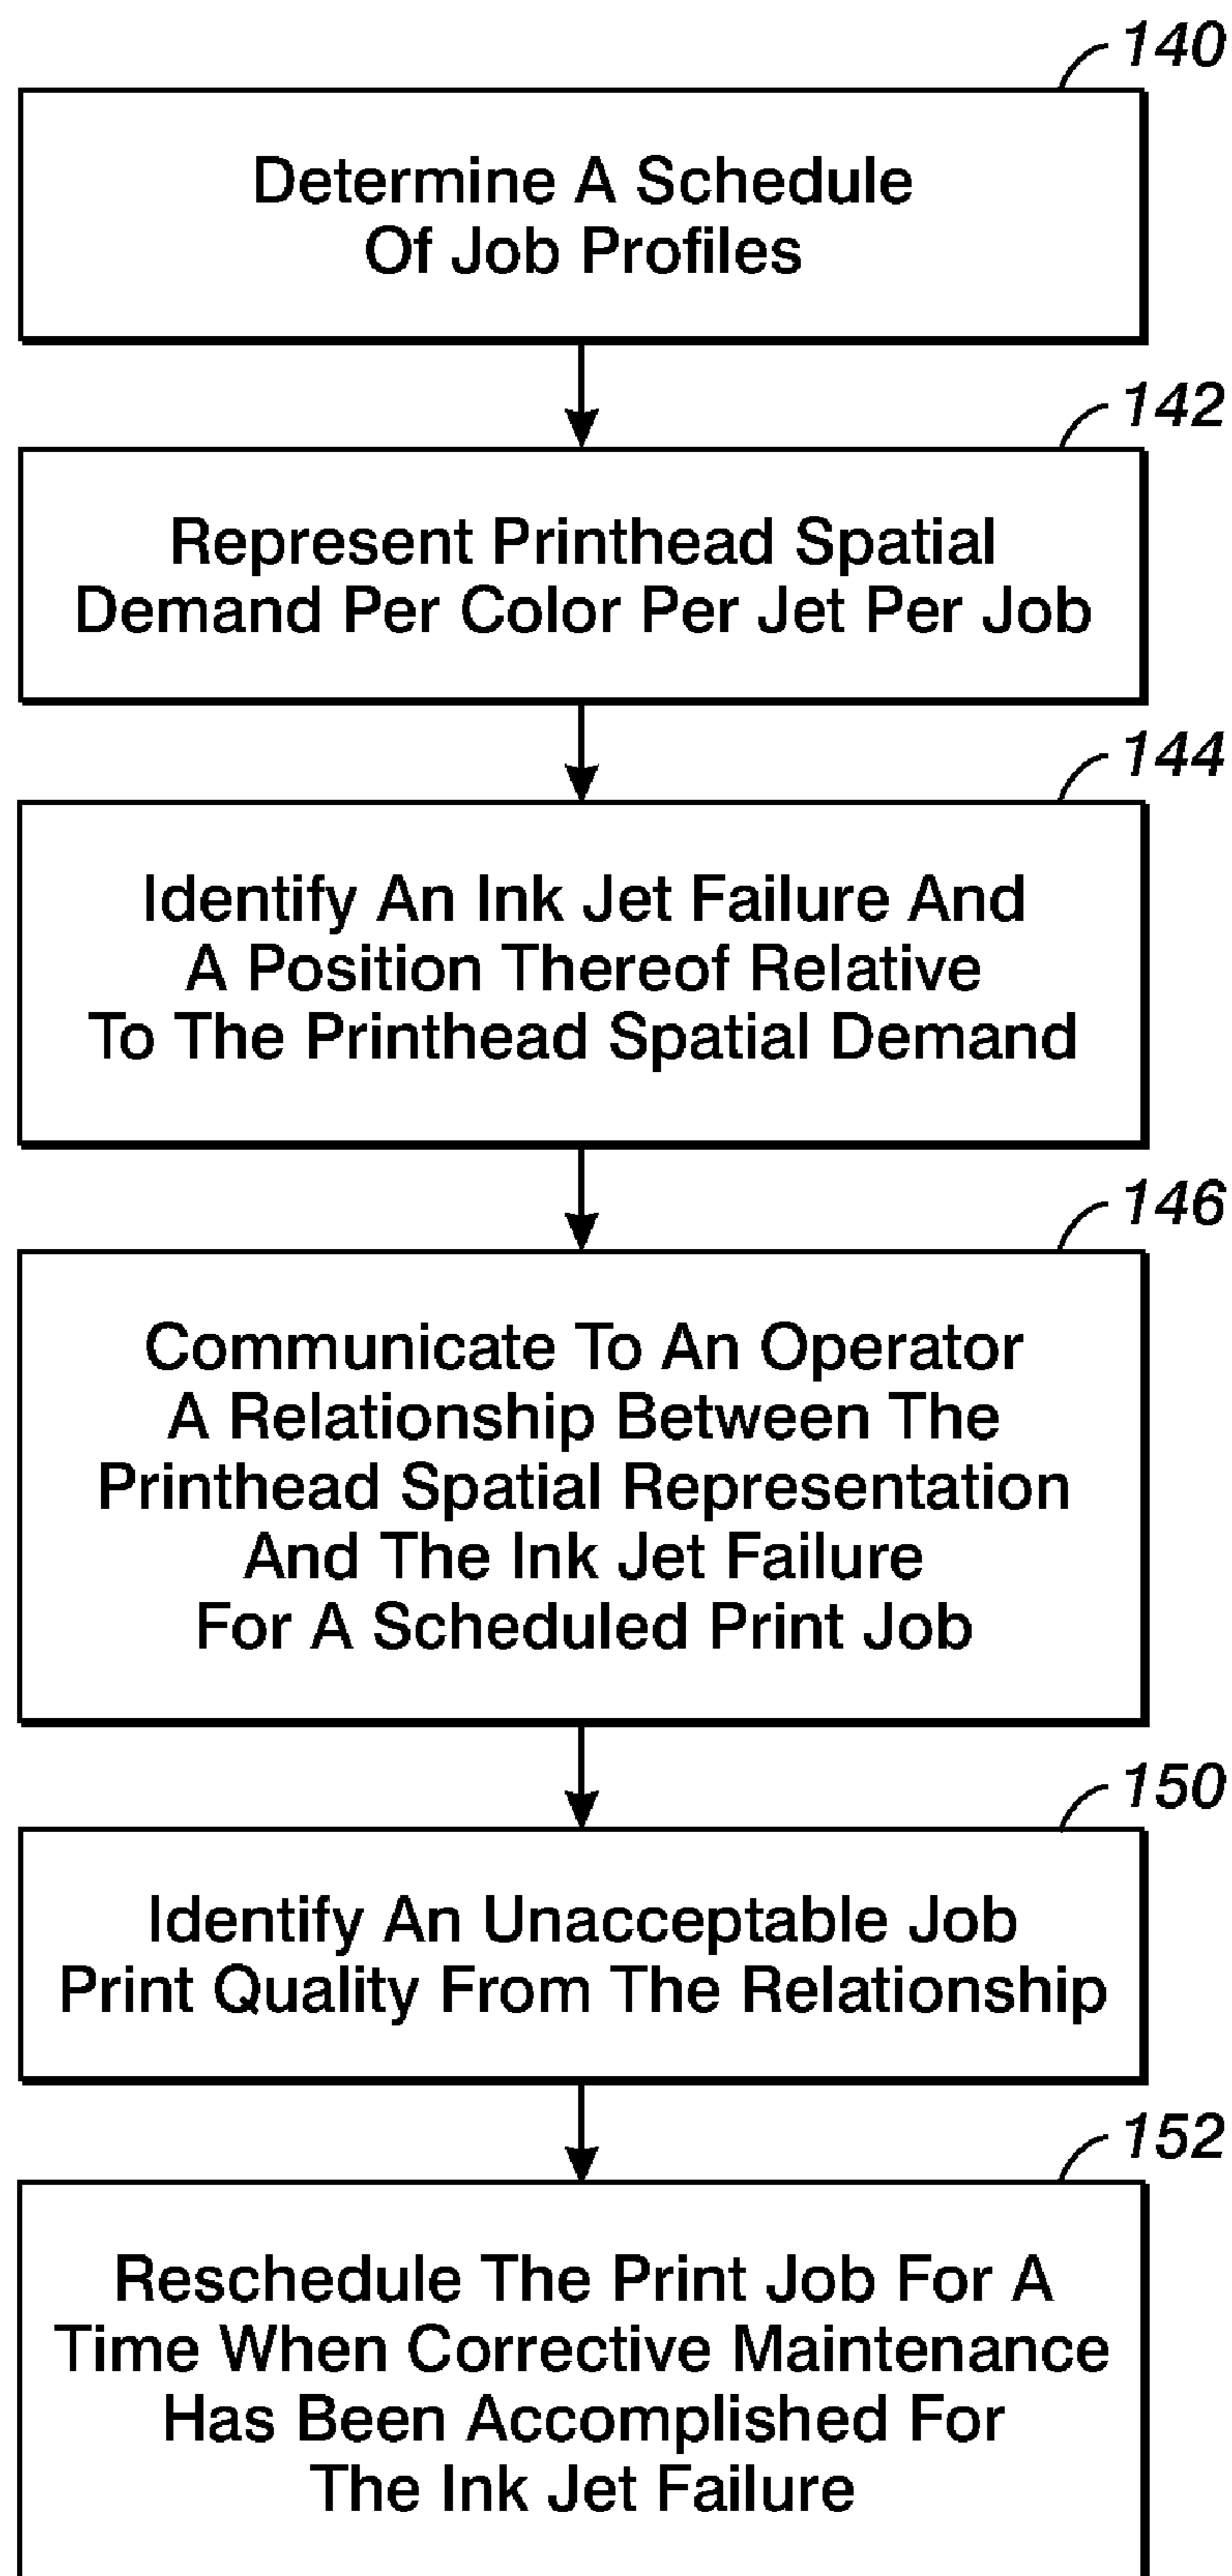 140
Determine A Schedule
Of Job Profiles
142
Represent Printhead Spatial
Demand Per Color Per Jet Per Job
144
Identify An Ink Jet Failure And
A Position Thereof Relative
To The Printhead Spatial Demand
146
Communicate To An Operator
A Relationship Between The
Printhead Spatial Representation
And The Ink Jet Failure
For A Scheduled Print Job
150
Identify An Unacceptable Job
Print Quality From The Relationship
152
Reschedule The Print Job For A
Time When Corrective Maintenance
Has Been Accomplished For
The Ink Jet Failure